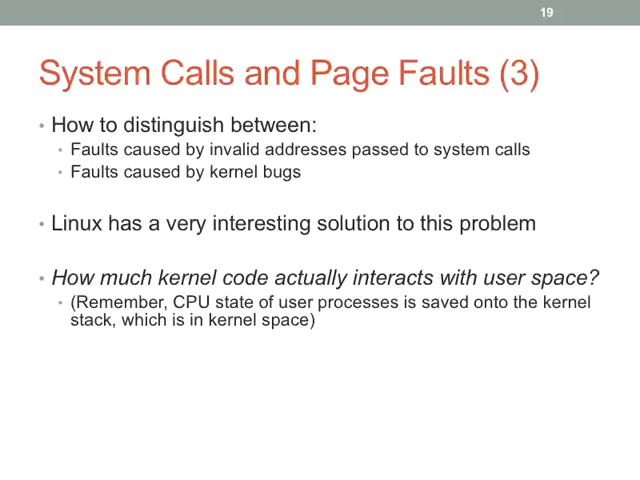 19
System Calls and Page Faults (3)
• How to distinguish between:
• Faults caused by invalid addresses passed to system calls
• Faults caused by kernel bugs
• Linux has a very interesting solution to this problem
• How much kernel code actually interacts with user space?
• (Remember, CPU state of user processes is saved onto the kernel
stack, which is in kernel space)